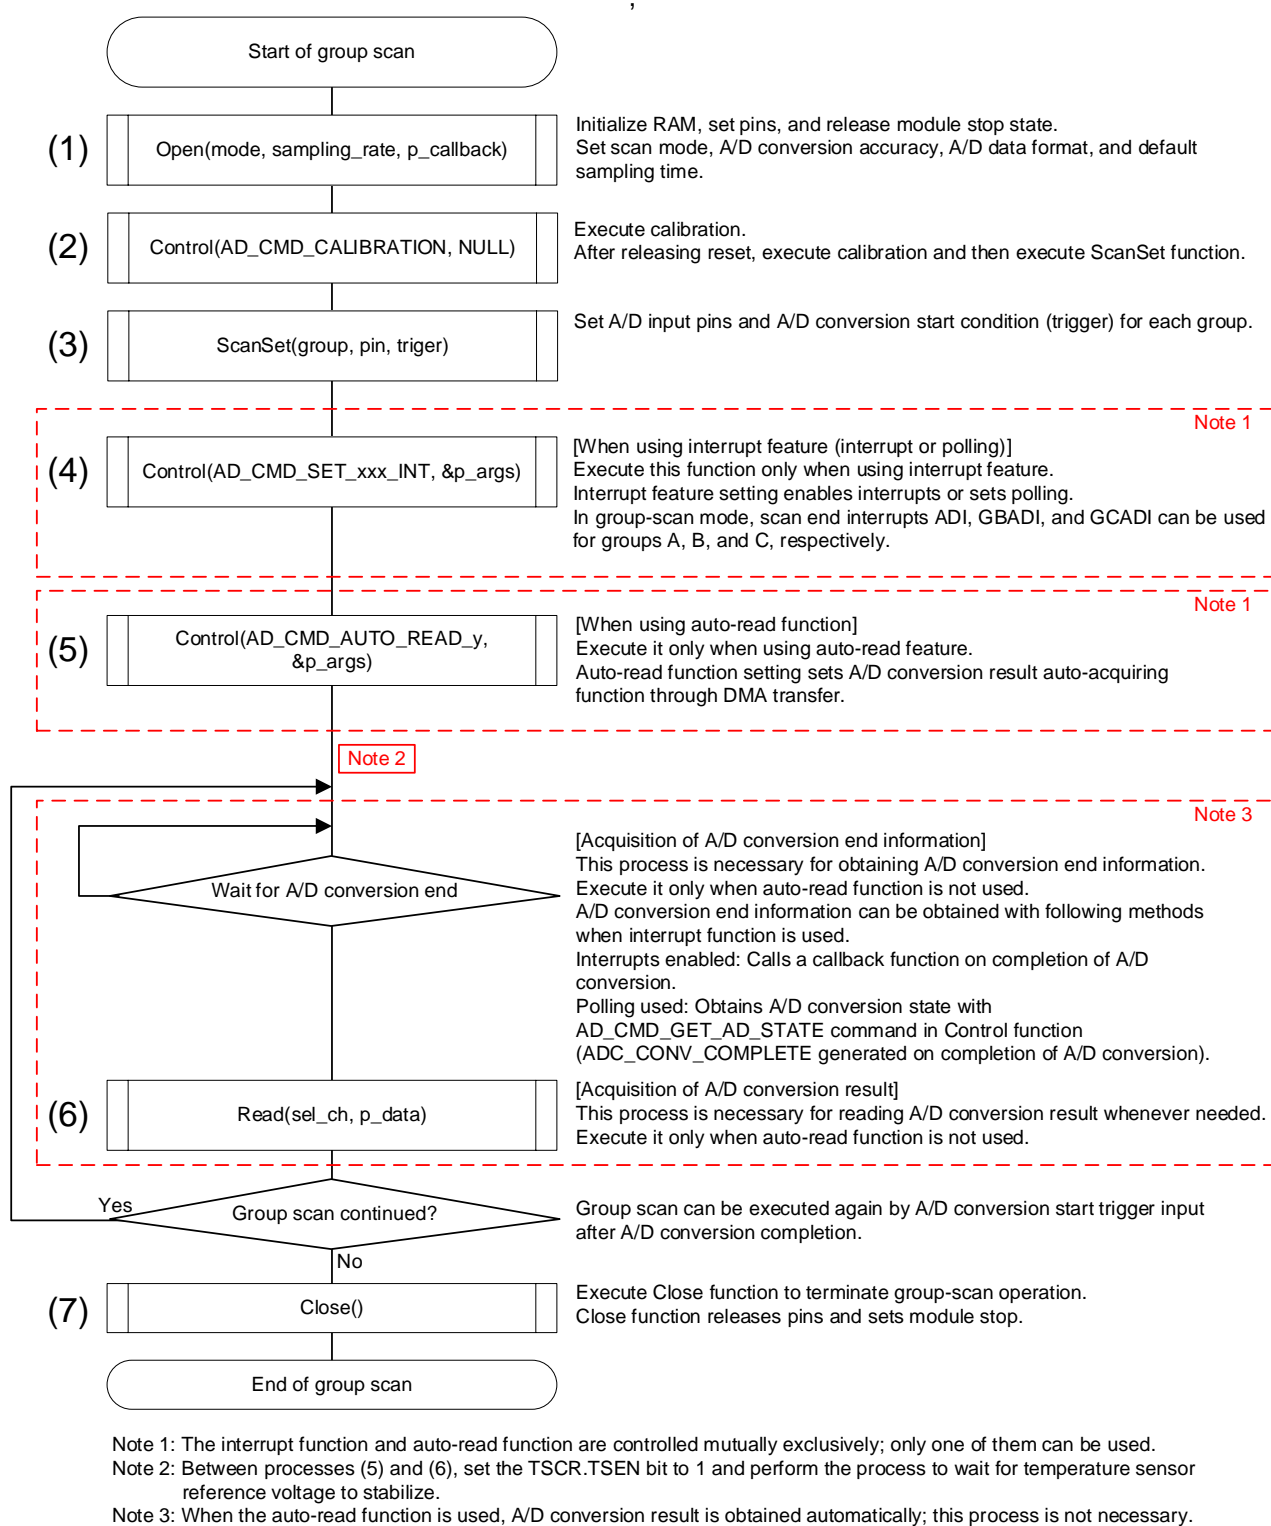 ,
Start of group scan
(1)
Open(mode, sampling_rate, p_callback)
Initialize RAM, set pins, and release module stop state.
Set scan mode, A/D conversion accuracy, A/D data format, and default
sampling time.
(2)
Control(AD_CMD_CALIBRATION, NULL)
Execute calibration.
After releasing reset, execute calibration and then execute ScanSet function.
(3)
ScanSet(group, pin, triger)
Set A/D input pins and A/D conversion start condition (trigger) for each group.
Note 1
(4)
Control(AD_CMD_SET_xxx_INT, &p_args)
[When using interrupt feature (interrupt or polling)]
Execute this function only when using interrupt feature.
Interrupt feature setting enables interrupts or sets polling.
In group-scan mode, scan end interrupts ADI, GBADI, and GCADI can be used
for groups A, B, and C, respectively.
Note 1
(5)
Control(AD_CMD_AUTO_READ_y,
&p_args)
[When using auto-read function]
Execute it only when using auto-read feature.
Auto-read function setting sets A/D conversion result auto-acquiring
function through DMA transfer.
Note 2
Note 3
Wait for A/D conversion end
[Acquisition of A/D conversion end information]
This process is necessary for obtaining A/D conversion end information.
Execute it only when auto-read function is not used.
A/D conversion end information can be obtained with following methods
when interrupt function is used.
Interrupts enabled: Calls a callback function on completion of A/D
conversion.
Polling used: Obtains A/D conversion state with
AD_CMD_GET_AD_STATE command in Control function
(ADC_CONV_COMPLETE generated on completion of A/D conversion).
(6)
Read(sel_ch, p_data)
[Acquisition of A/D conversion result]
This process is necessary for reading A/D conversion result whenever needed.
Execute it only when auto-read function is not used.
Yes
Group scan continued?
Group scan can be executed again by A/D conversion start trigger input
after A/D conversion completion.
No
(7)
Close()
Execute Close function to terminate group-scan operation.
Close function releases pins and sets module stop.
End of group scan
Note 1: The interrupt function and auto-read function are controlled mutually exclusively; only one of them can be used.
Note 2: Between processes (5) and (6), set the TSCR.TSEN bit to 1 and perform the process to wait for temperature sensor
reference voltage to stabilize.
Note 3: When the auto-read function is used, A/D conversion result is obtained automatically; this process is not necessary.